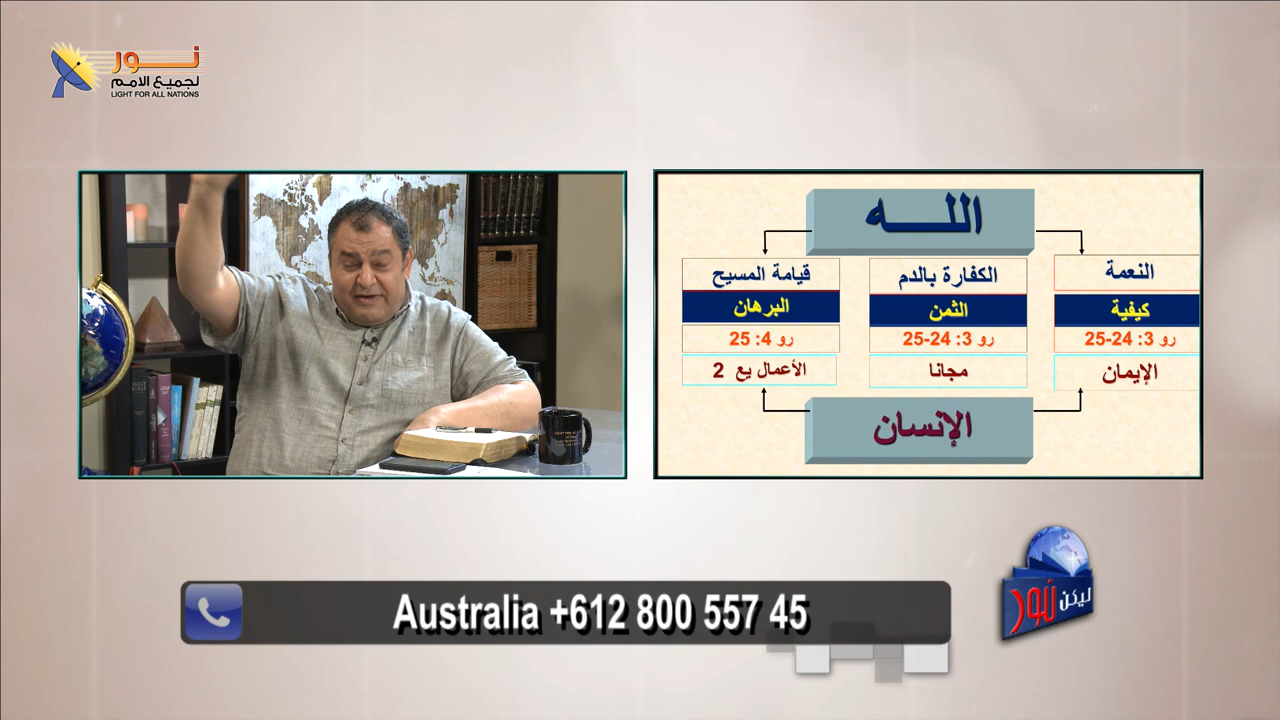 نور
لجميع الامم
LIGHT FOR ALL NATIONS
الله
النعمة
الكفارة بالدم
قيامة المسيح
كيفية
الثمن
البرهان
رو 3: 24-25
رو 3: 24-25
رو 4: 25
الإيمان
مجانا
الأعمال يع 2
الإنسان
ليكن نور
Australia +612 800 557 45